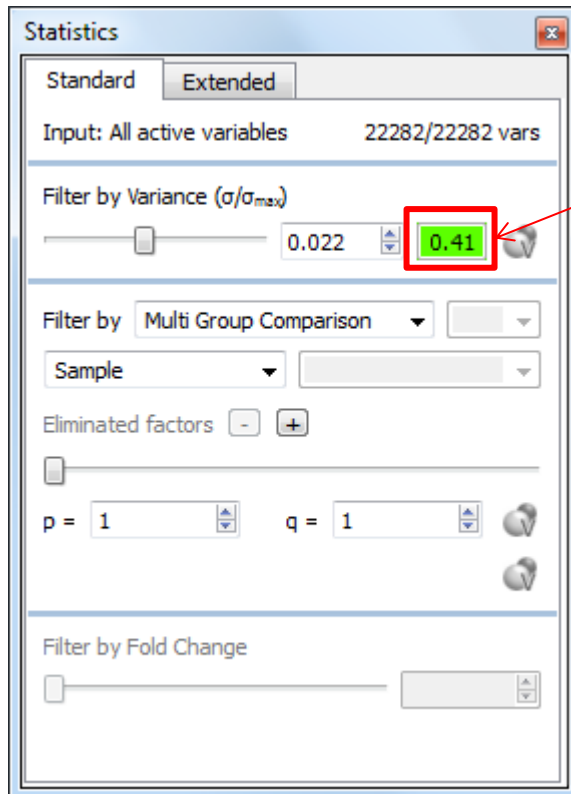 Statistics
Standard Extended
Input: All active variables 22282/22282 vars
Filter by Variance (σ/σmax)
0.022 0.41
Filter by Multi Group Comparison
Sample
Eliminated factors - +
p = 1 q = 1
Filter by Fold Change